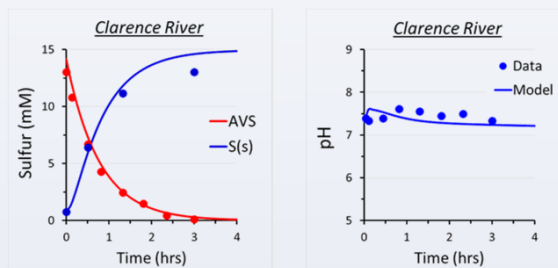 Clarence River
15
10
5
0
Sulfur (mM)
AVS
S(s)
0 1 2 3 4
Time (hrs)
Clarence River
9
8
7
6
5
pH
Data
Model
0 1 2 3 4
Time (hrs)